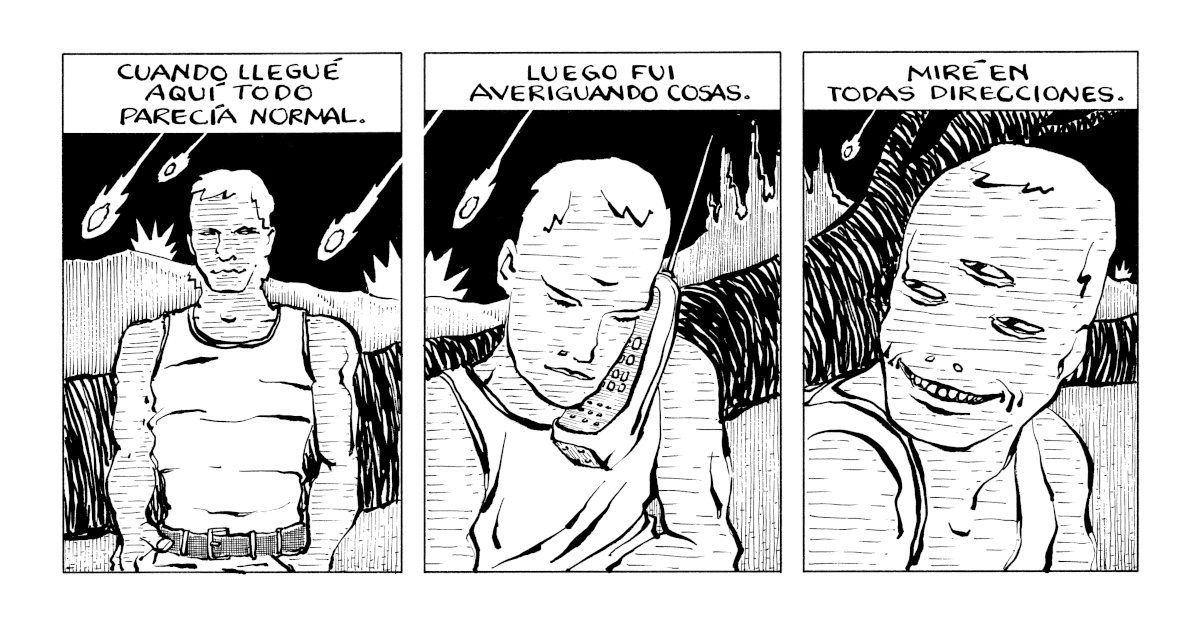 CUANDO LLEGUÉ
AQUÍ TODO
PARECÍA NORMAL.
LUEGO FUI
AVERIGUANDO COSAS.
MIRÉ EN
TODAS DIRECCIONES.